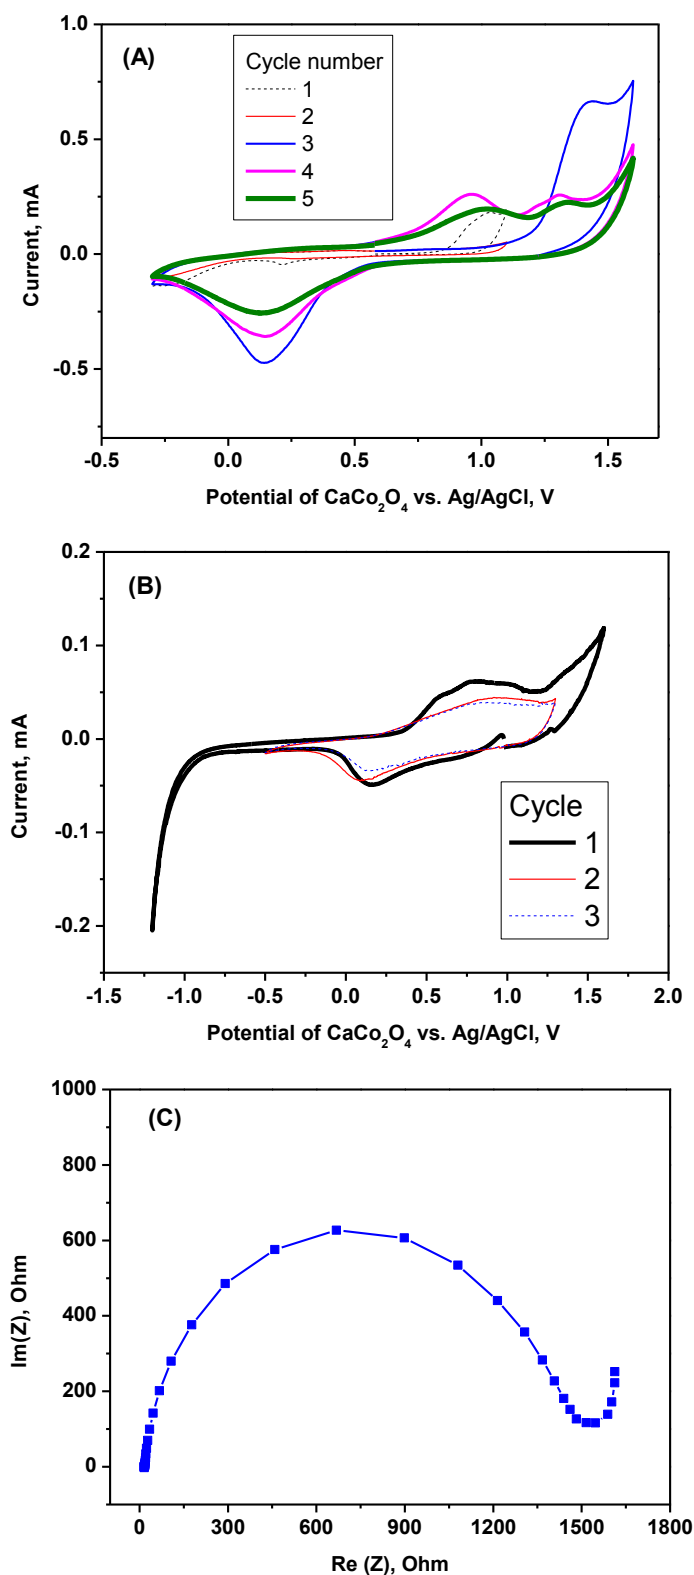 (A)
Cycle number
1
2
3
4
5
1.0
0.5
0.0
-0.5
Current, mA
-0.5 0.0 0.5 1.0 1.5
Potential of CaCo₂O₄ vs. Ag/AgCl, V
(B)
0.2
0.1
0.0
-0.1
-0.2
Current, mA
Cycle
1
2
3
-1.5 -1.0 -0.5 0.0 0.5 1.0 1.5 2.0
Potential of CaCo₂O₄ vs. Ag/AgCl, V
(C)
1000
800
600
400
200
0
Im(Z), Ohm
0 300 600 900 1200 1500 1800
Re (Z), Ohm